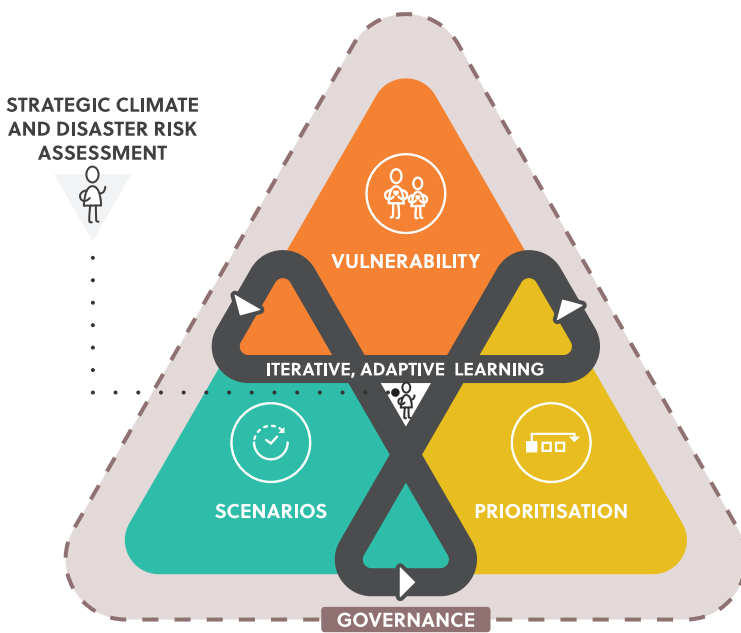 STRATEGIC CLIMATE
AND DISASTER RISK
ASSESSMENT
VULNERABILITY
ITERATIVE, ADAPTIVE LEARNING
SCENARIOS
PRIORITISATION
GOVERNANCE